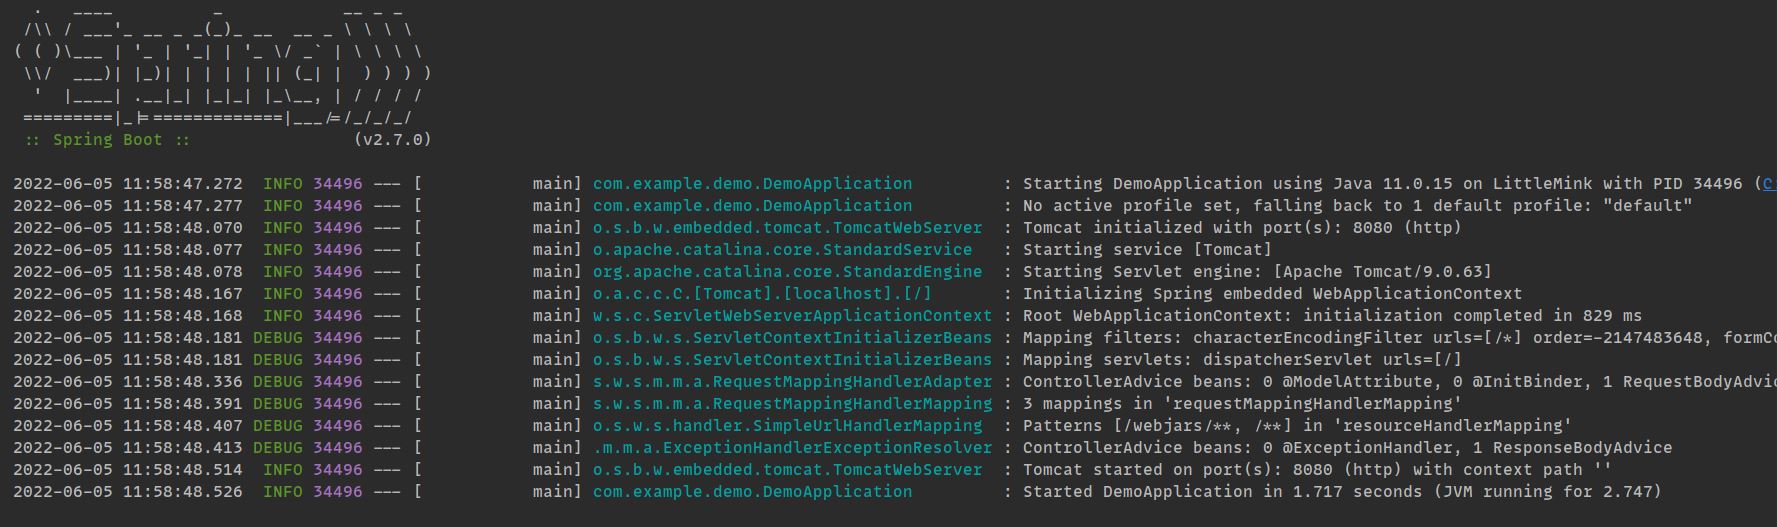 .   ____          _            __ _ _
 /\\ / ___'_ __ _ _(_)_ __  __ _ \ \ \ \
( ( )\___ | '_ | '_| | '_ \/ _` | \ \ \ \
 \\/  ___)| |_)| | | | | || (_| |  ) ) ) )
  '  |____| .__|_| |_|_| |_\__, | / / / /
 =========|_|==============|___/=/_/_/_/
 :: Spring Boot ::                (v2.7.0)
2022-06-05 11:58:47.272  INFO 34496 --- [           main] com.example.demo.DemoApplication         : Starting DemoApplication using Java 11.0.15 on LittleMink with PID 34496 (
2022-06-05 11:58:47.277  INFO 34496 --- [           main] com.example.demo.DemoApplication         : No active profile set, falling back to 1 default profile: "default"
2022-06-05 11:58:48.070  INFO 34496 --- [           main] o.s.b.w.embedded.tomcat.TomcatWebServer  : Tomcat initialized with port(s): 8080 (http)
2022-06-05 11:58:48.077  INFO 34496 --- [           main] o.apache.catalina.core.StandardService   : Starting service [Tomcat]
2022-06-05 11:58:48.078  INFO 34496 --- [           main] org.apache.catalina.core.StandardEngine  : Starting Servlet engine: [Apache Tomcat/9.0.63]
2022-06-05 11:58:48.167  INFO 34496 --- [           main] o.a.c.c.C.[Tomcat].[localhost].[/]       : Initializing Spring embedded WebApplicationContext
2022-06-05 11:58:48.168  INFO 34496 --- [           main] w.s.c.ServletWebServerApplicationContext : Root WebApplicationContext: initialization completed in 829 ms
2022-06-05 11:58:48.181 DEBUG 34496 --- [           main] o.s.b.w.s.ServletContextInitializerBeans : Mapping filters: characterEncodingFilter urls=[/*] order=-2147483648, formC
2022-06-05 11:58:48.181 DEBUG 34496 --- [           main] o.s.b.w.s.ServletContextInitializerBeans : Mapping servlets: dispatcherServlet urls=[/]
2022-06-05 11:58:48.336 DEBUG 34496 --- [           main] s.w.s.m.m.a.RequestMappingHandlerAdapter : ControllerAdvice beans: 0 @ModelAttribute, 0 @InitBinder, 1 RequestBodyAdvic
2022-06-05 11:58:48.391 DEBUG 34496 --- [           main] s.w.s.m.m.a.RequestMappingHandlerMapping : 3 mappings in 'requestMappingHandlerMapping'
2022-06-05 11:58:48.407 DEBUG 34496 --- [           main] o.s.w.s.handler.SimpleUrlHandlerMapping  : Patterns [/webjars/**, /**] in 'resourceHandlerMapping'
2022-06-05 11:58:48.413 DEBUG 34496 --- [           main] .m.m.a.ExceptionHandlerExceptionResolver : ControllerAdvice beans: 0 @ExceptionHandler, 1 ResponseBodyAdvice
2022-06-05 11:58:48.514  INFO 34496 --- [           main] o.s.b.w.embedded.tomcat.TomcatWebServer  : Tomcat started on port(s): 8080 (http) with context path ''
2022-06-05 11:58:48.526  INFO 34496 --- [           main] com.example.demo.DemoApplication         : Started DemoApplication in 1.717 seconds (JVM running for 2.747)